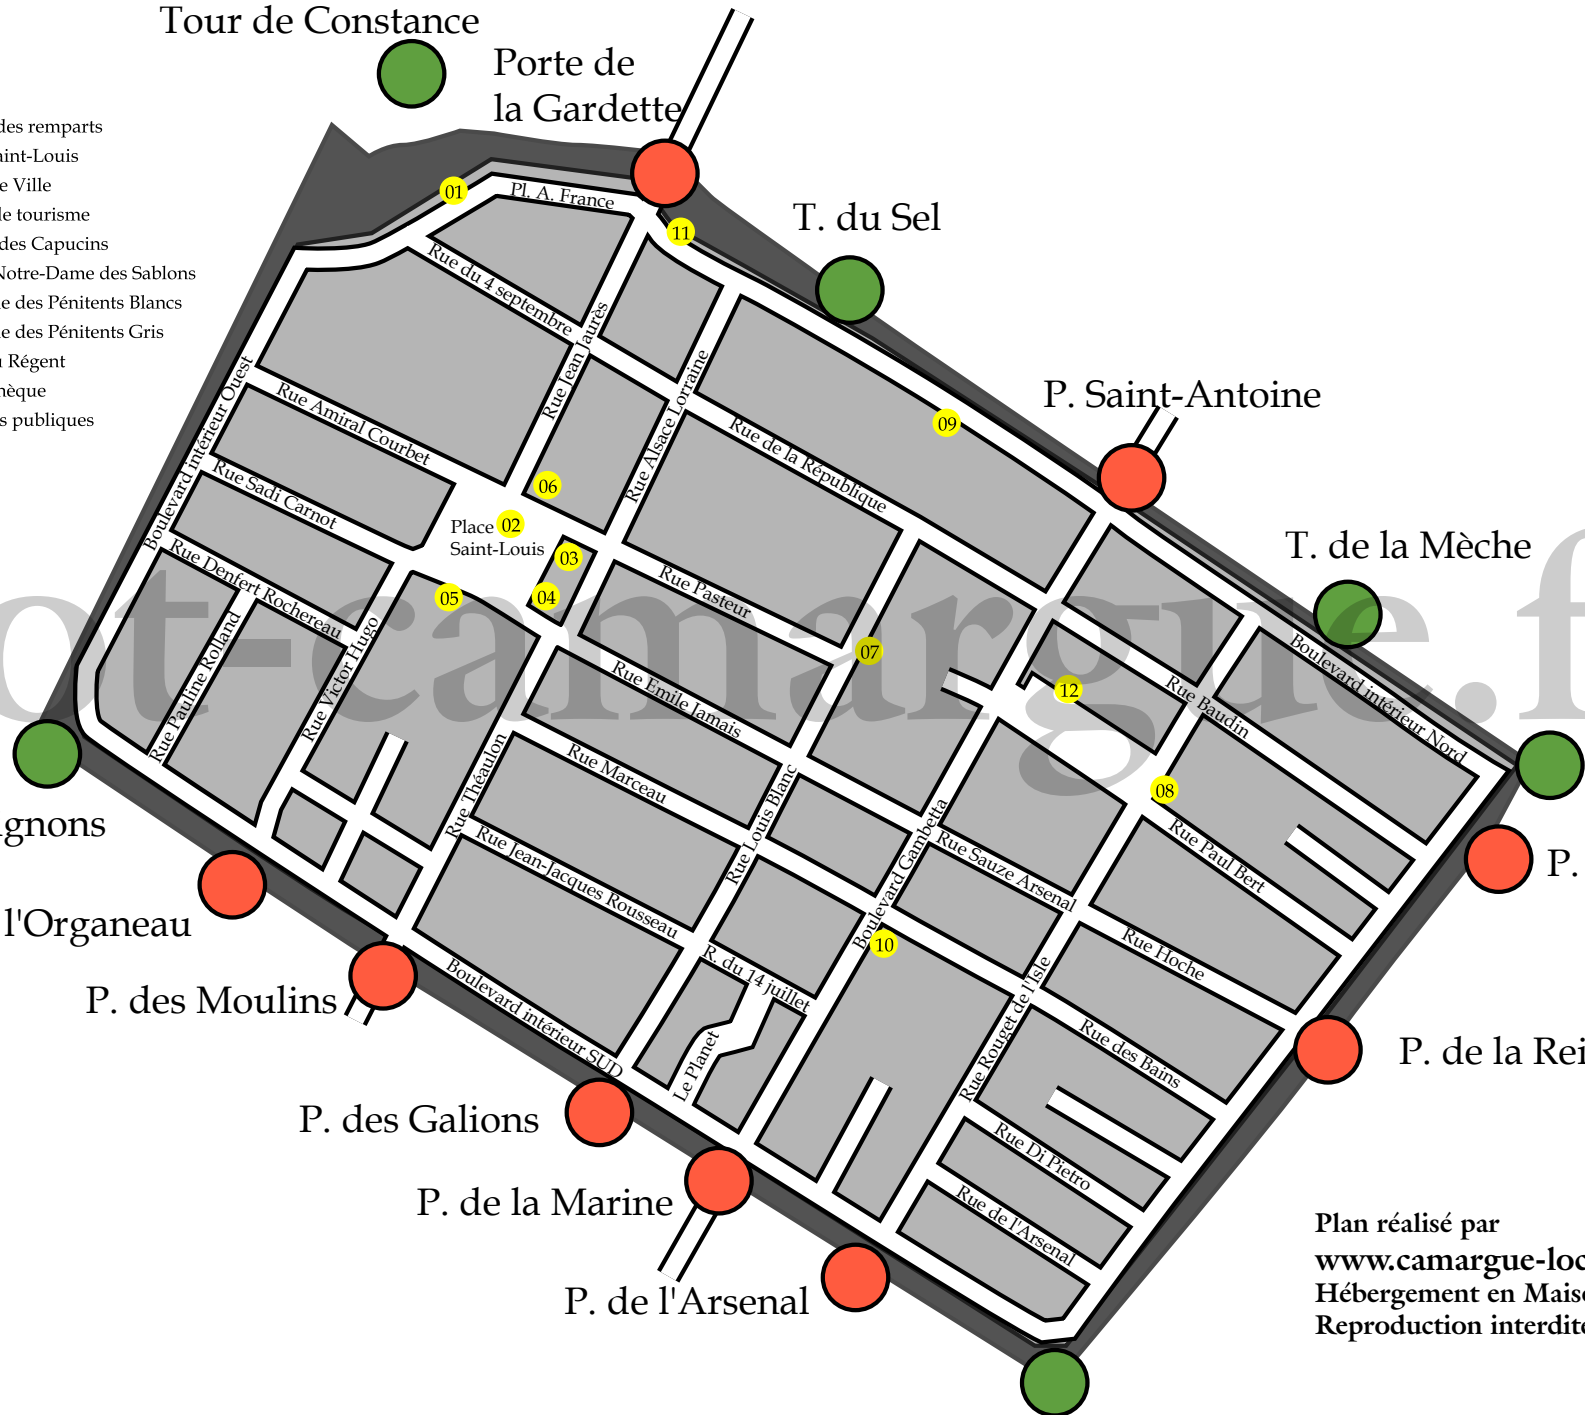 Tour de Constance
Porte de
la Gardette
des remparts
aint-Louis
e Ville
de tourisme
des Capucins
Notre-Dame des Sablons
le des Pénitents Blancs
le des Pénitents Gris
u Régent
hèque
s publiques
01
Pl. A. France
11
T. du Sel
Rue du 4 septembre
Rue Jean Jaurès
Boulevard intérieur Ouest
Rue Amiral Courbet
Rue Alsace Lorraine
P. Saint-Antoine
09
Rue de la République
Rue Sadi Carnot
06
Place
Saint-Louis
02
03
04
05
T. de la Mèche
Rue Denfert Rochereau
Rue Pasteur
ot-camargue.f
Rue Pauline Rolland
Rue Victor Hugo
07
12
Boulevard intérieur Nord
Rue Emile Jamais
Rue Baudin
Rue Théaulon
Rue Marceau
Rue Louis Blanc
08
gnons
Boulevard Gambetta
Rue Sauze Arsenal
Rue Paul Bert
P.
Rue Jean-Jacques Rousseau
l'Organeau
10
Rue Hoche
R. du 14 juillet
P. des Moulins
Boulevard intérieur SUD
Le Planet
Rue Rouget de l'Isle
Rue des Bains
P. de la Rei
P. des Galions
Rue Di Pietro
P. de la Marine
Rue de l'Arsenal
P. de l'Arsenal
Plan réalisé par
www.camargue-loc
Hébergement en Mais
Reproduction interdite